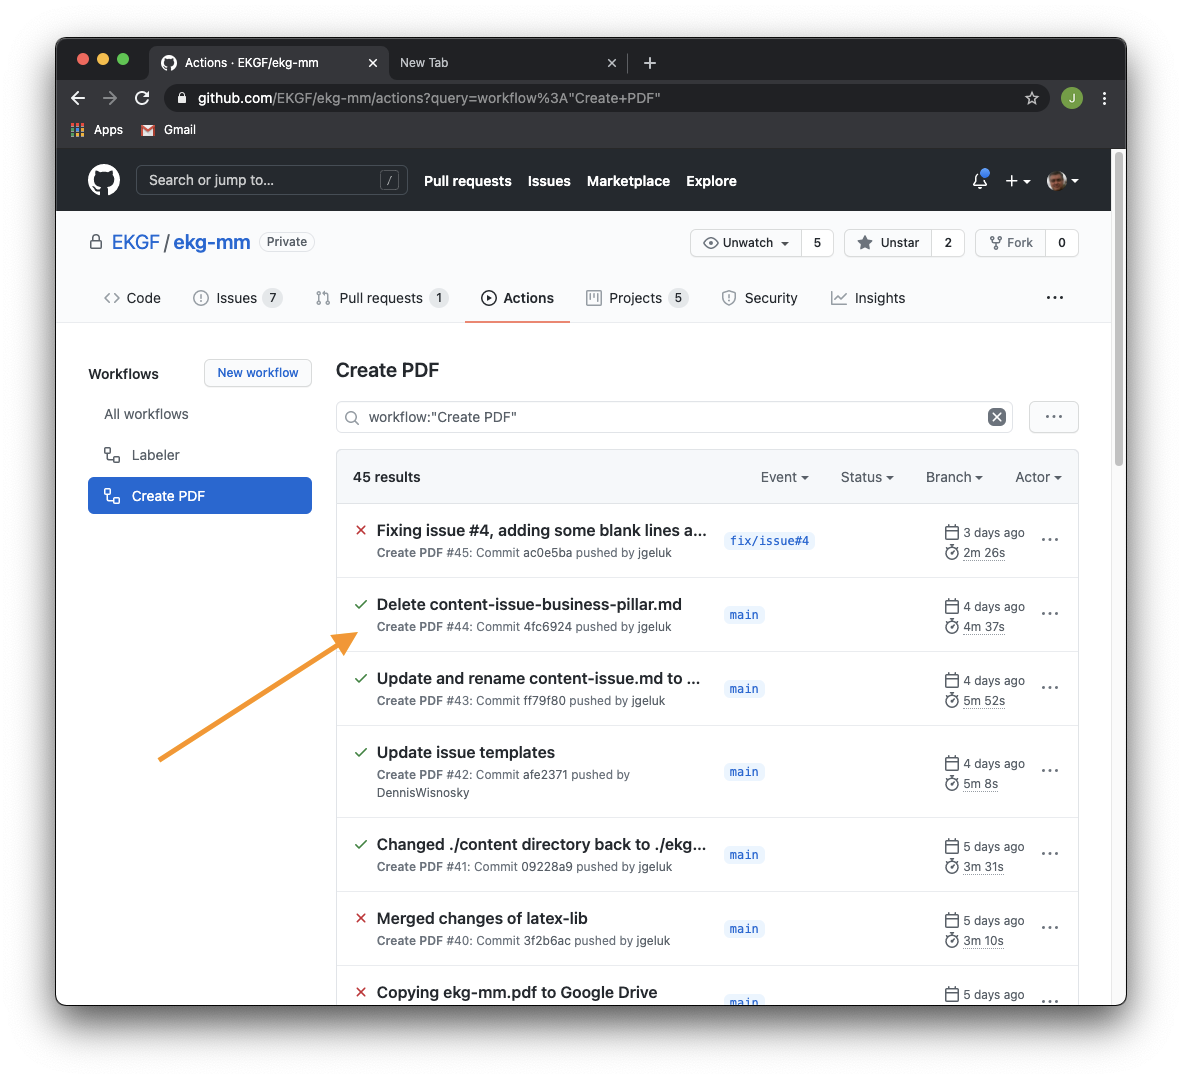 Actions · EKGF/ekg-mm
New Tab
github.com/EKGF/ekg-mm/actions?query=workflow%3A"Create+PDF"
J
Apps
Gmail
Search or jump to...
/
Pull requests
Issues
Marketplace
Explore
EKGF / ekg-mm
Private
Unwatch
5
Unstar
2
Fork
0
Code
Issues 7
Pull requests 1
Actions
Projects 5
Security
Insights
Workflows
New workflow
All workflows
Labeler
Create PDF
Create PDF
workflow:"Create PDF"
45 results
Event
Status
Branch
Actor
Fixing issue #4, adding some blank lines a...
Create PDF #45: Commit ac0e5ba pushed by jgeluk
fix/issue#4
3 days ago
2m 26s
Delete content-issue-business-pillar.md
Create PDF #44: Commit 4fc6924 pushed by jgeluk
main
4 days ago
4m 37s
Update and rename content-issue.md to ...
Create PDF #43: Commit ff79f80 pushed by jgeluk
main
4 days ago
5m 52s
Update issue templates
Create PDF #42: Commit afe2371 pushed by
DennisWisnosky
main
4 days ago
5m 8s
Changed ./content directory back to ./ekg...
Create PDF #41: Commit 09228a9 pushed by jgeluk
main
5 days ago
3m 31s
Merged changes of latex-lib
Create PDF #40: Commit 3f2b6ac pushed by jgeluk
main
5 days ago
3m 10s
Copying ekg-mm.pdf to Google Drive
main
5 days ago